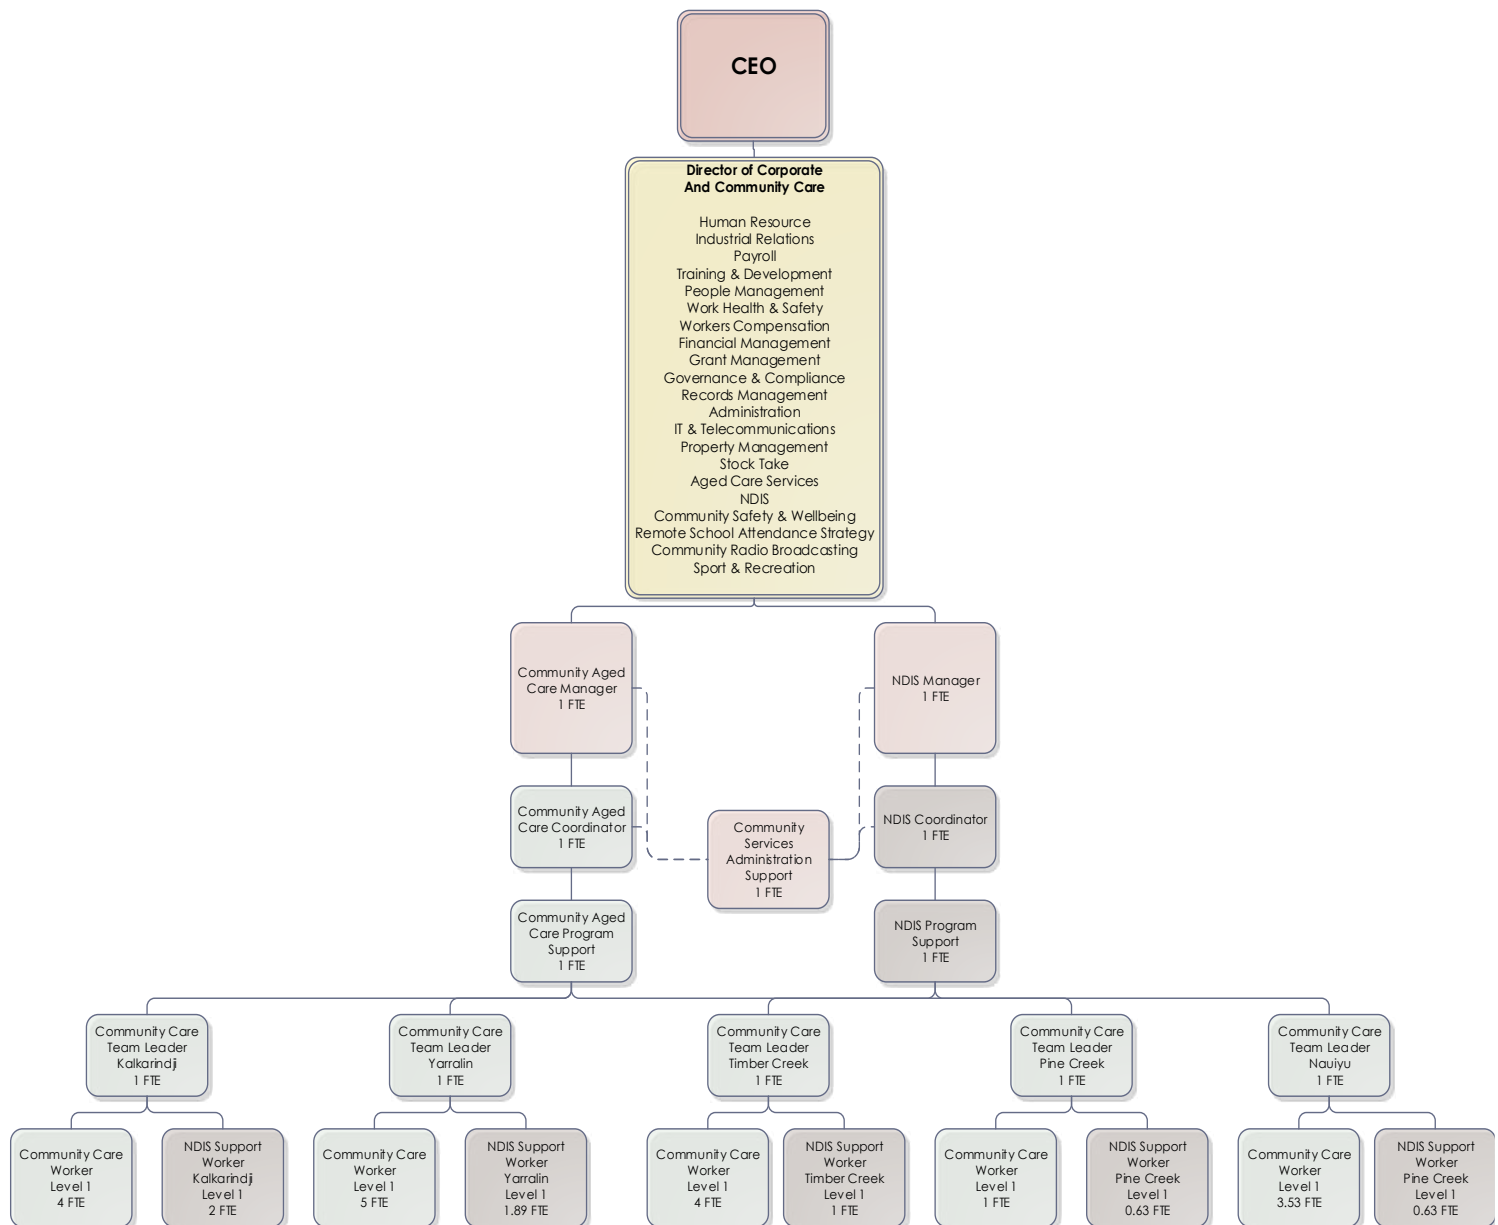 CEO
Director of Corporate
And Community Care
Human Resource
Industrial Relations
Payroll
Training & Development
People Management
Work Health & Safety
Workers Compensation
Financial Management
Grant Management
Governance & Compliance
Records Management
Administration
IT & Telecommunications
Property Management
Stock Take
Aged Care Services
NDIS
Community Safety & Wellbeing
Remote School Attendance Strategy
Community Radio Broadcasting
Sport & Recreation
Community Aged
Care Manager
1 FTE
NDIS Manager
1 FTE
Community Aged
Care Coordinator
1 FTE
Community
Services
Administration
Support
1 FTE
NDIS Coordinator
1 FTE
Community Aged
Care Program
Support
1 FTE
NDIS Program
Support
1 FTE
Community Care
Team Leader
Kalkarindji
1 FTE
Community Care
Team Leader
Yarralin
1 FTE
Community Care
Team Leader
Timber Creek
1 FTE
Community Care
Team Leader
Pine Creek
1 FTE
Community Care
Team Leader
Nauiyu
1 FTE
Community Care
Worker
Level 1
4 FTE
NDIS Support
Worker
Kalkarindji
Level 1
2 FTE
Community Care
Worker
Level 1
5 FTE
NDIS Support
Worker
Yarralin
Level 1
1.89 FTE
Community Care
Worker
Level 1
4 FTE
NDIS Support
Worker
Timber Creek
Level 1
1 FTE
Community Care
Worker
Level 1
1 FTE
NDIS Support
Worker
Pine Creek
Level 1
0.63 FTE
Community Care
Worker
Level 1
3.53 FTE
NDIS Support
Worker
Pine Creek
Level 1
0.63 FTE